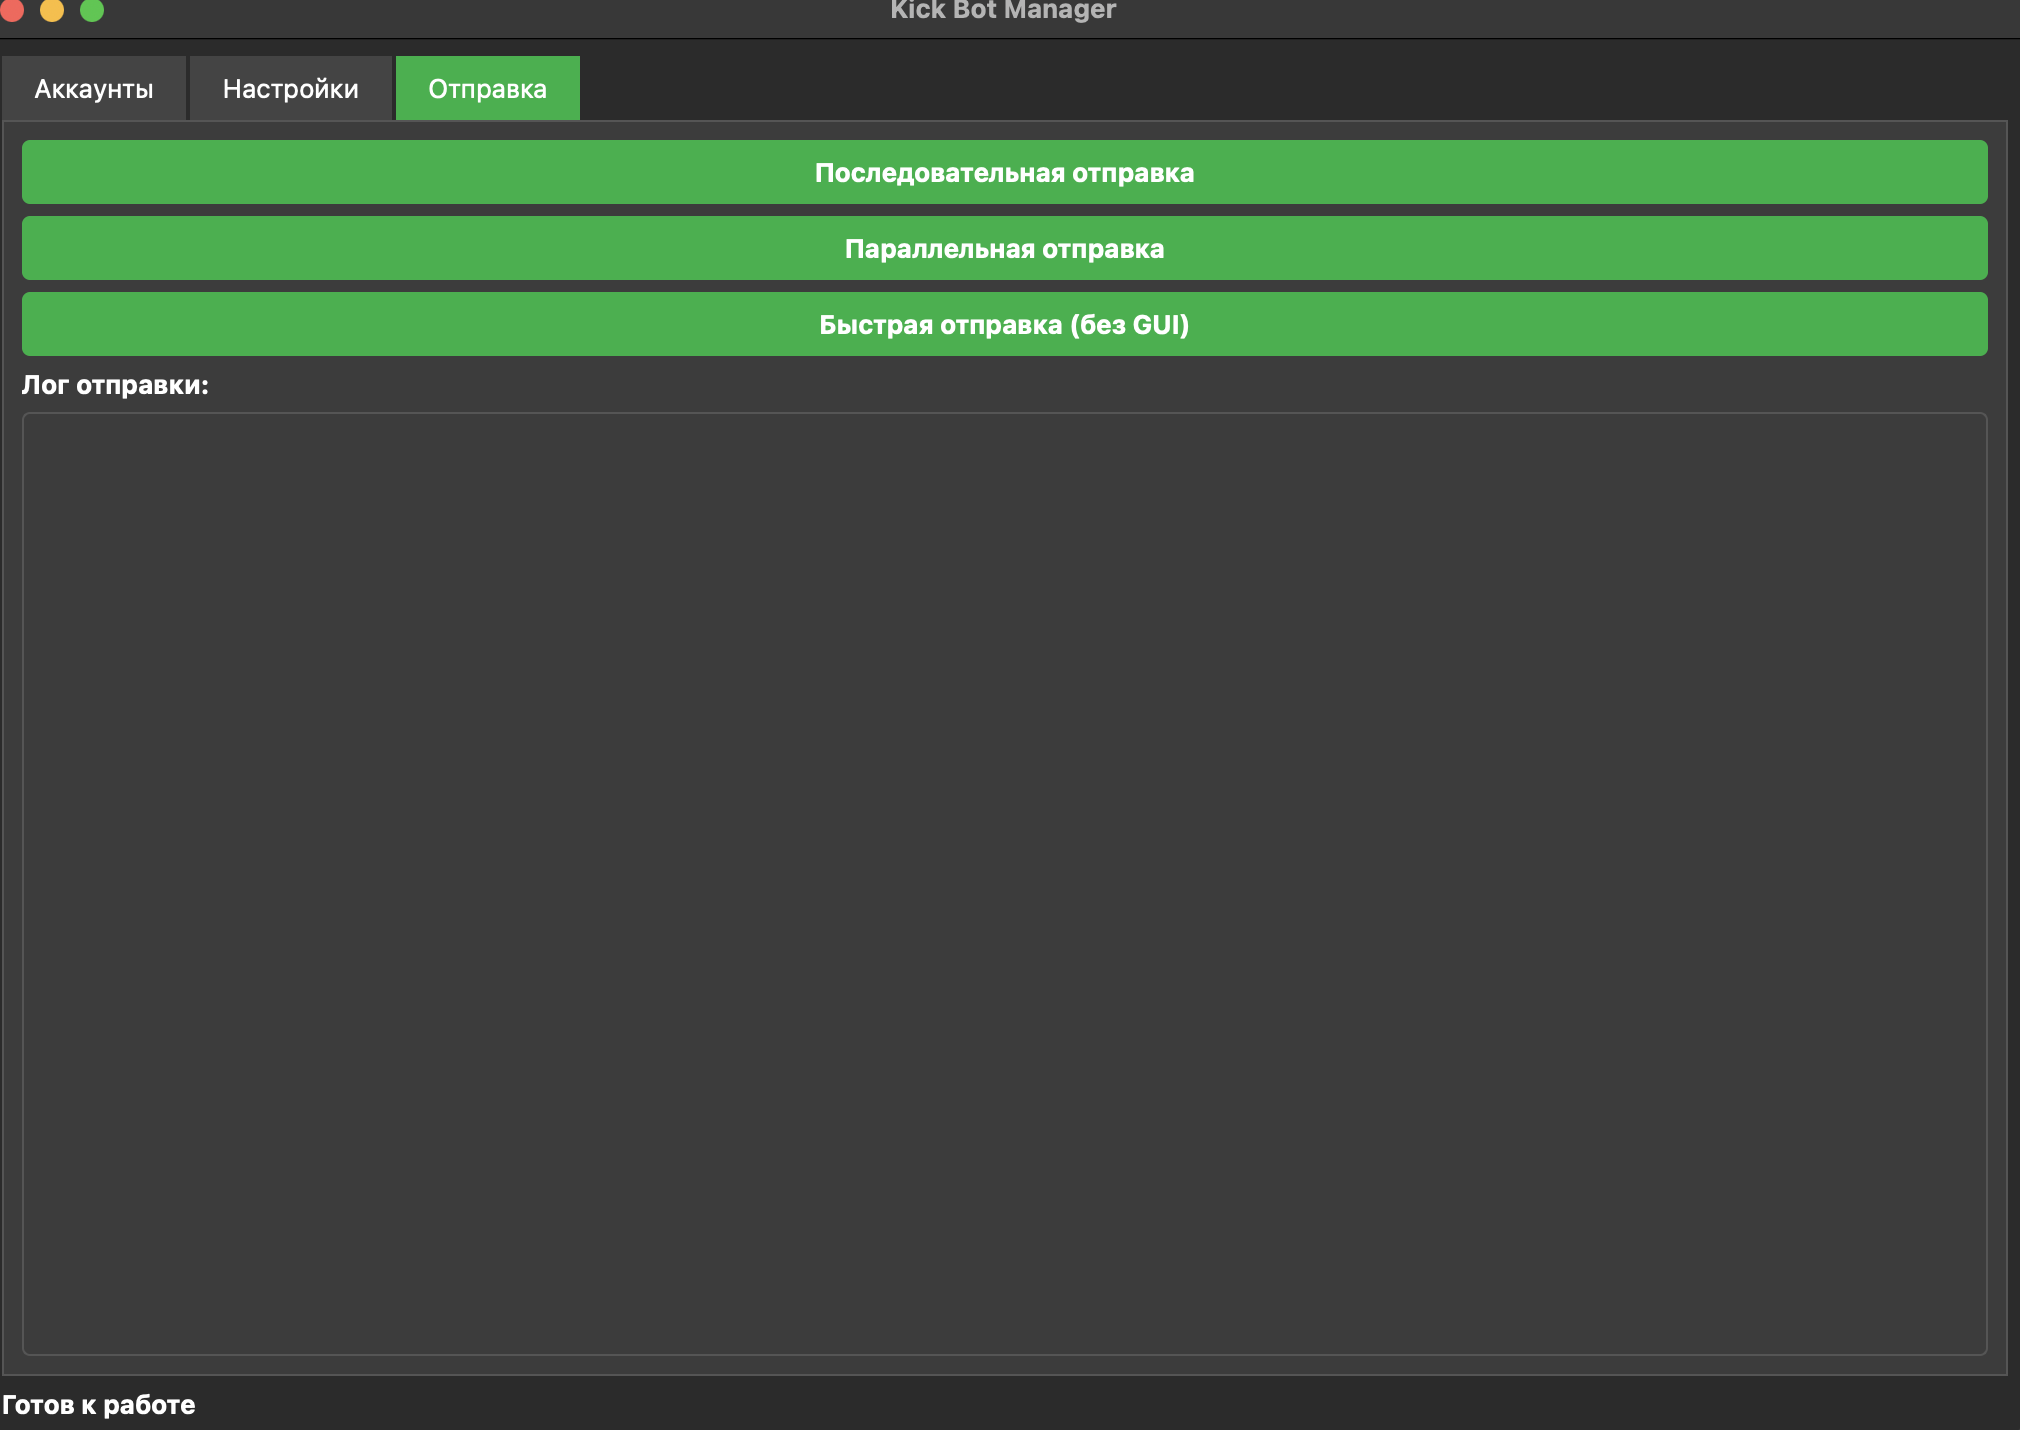 Kick Bot Manager
Аккаунты
Настройки
Отправка
Последовательная отправка
Параллельная отправка
Быстрая отправка (без GUI)
Лог отправки:
Готов к работе